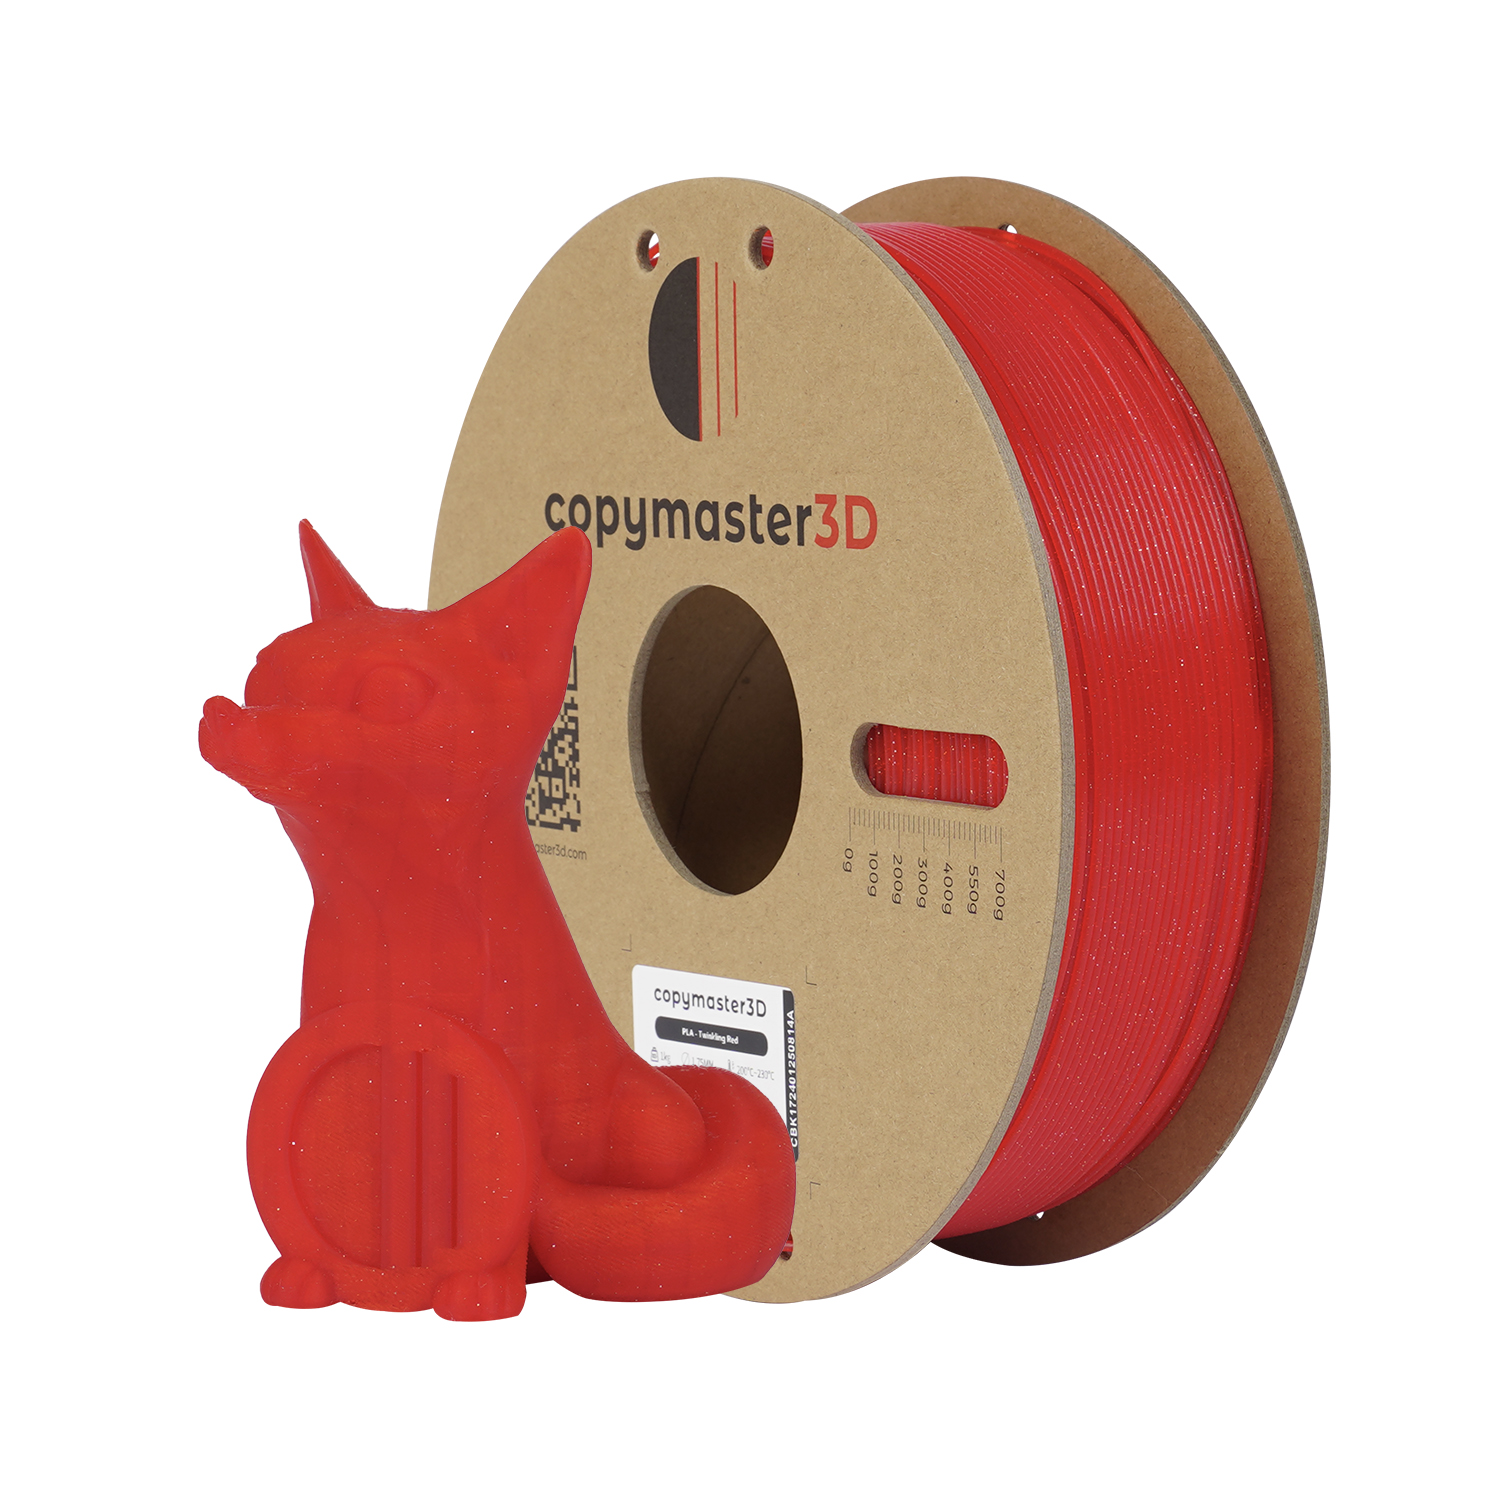 copymaster3D
aster3d.com
0g
100g
200g
300g
400g
550g
700g
copymaster3D
PLA - Twinkling Red
1kg
1.75MM
200°C-230°C
CBK172401250814A